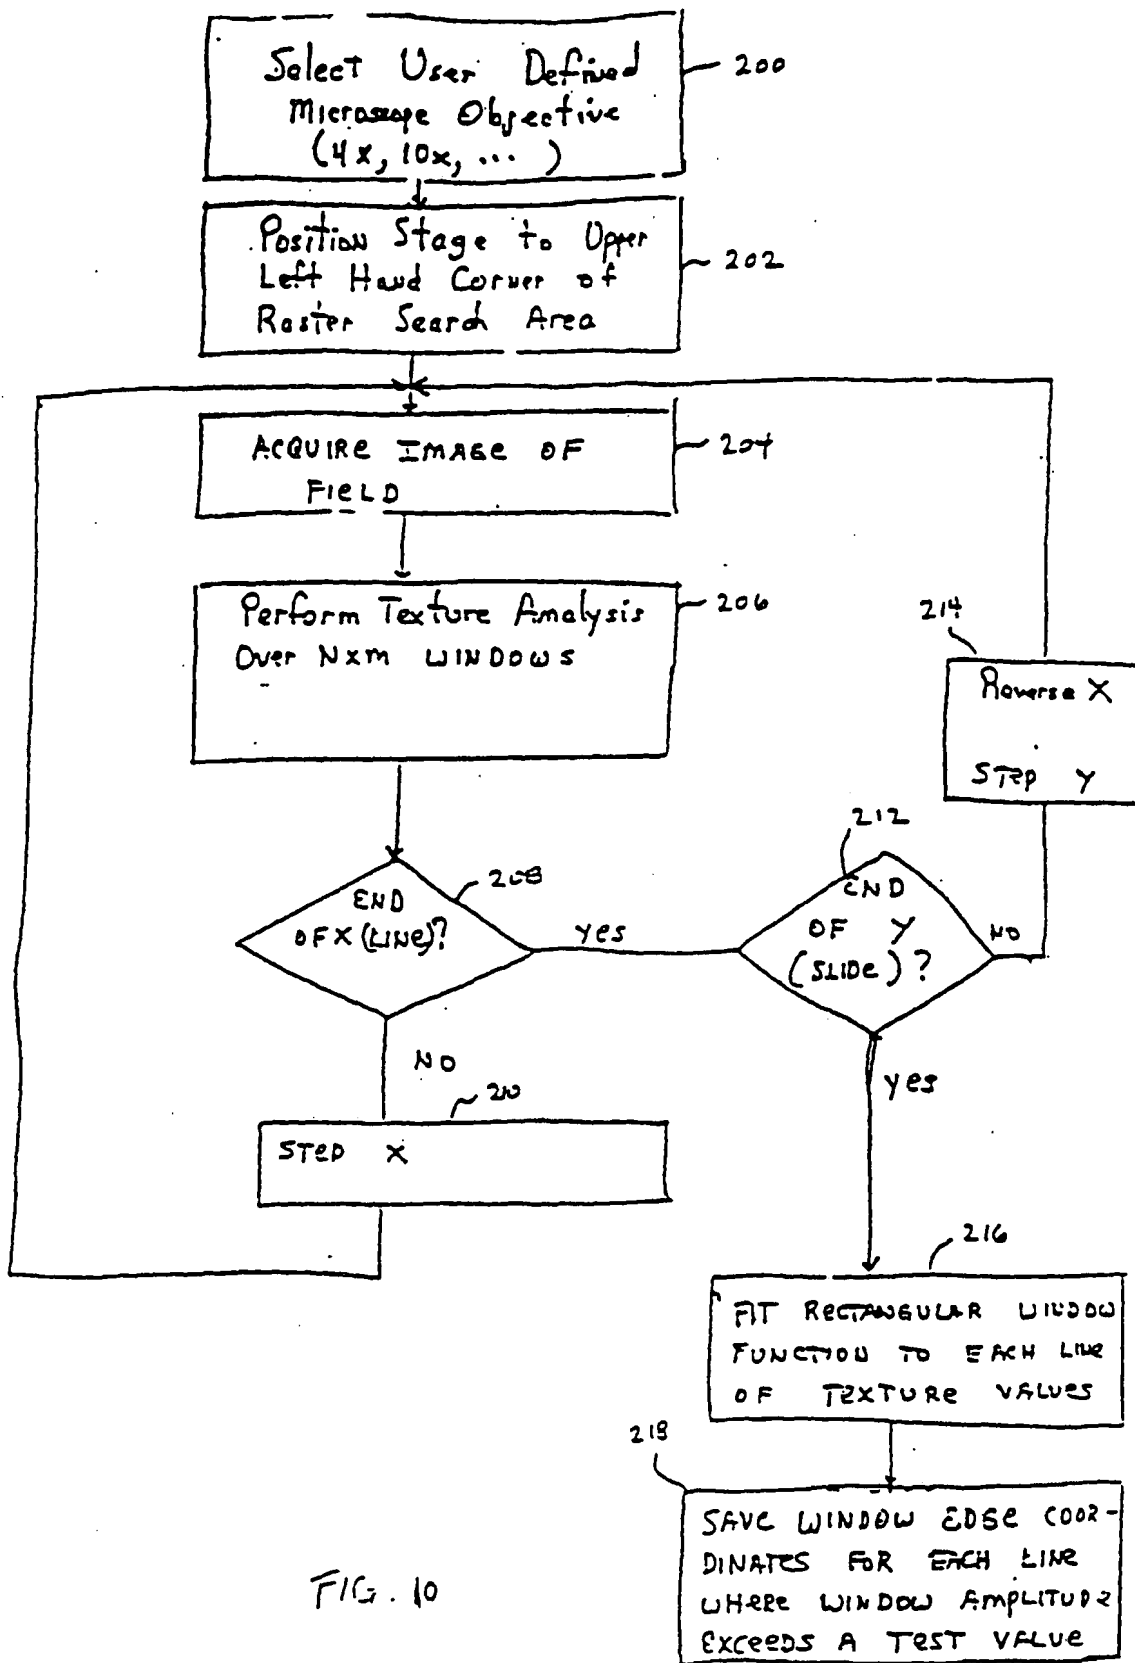 Select User Defined
Microscope Objective
(4x, 10x, ... )
200
Position Stage to Upper
Left Hand Corner of
Raster Search Area
202
ACQUIRE IMAGE OF
FIELD
204
Perform Texture Analysis
Over NxM WINDOWS
206
214
Reverse X
STEP Y
END
OF X (LINE)?
208
yes
212
END
OF Y
(SLIDE)?
NO
NO
yes
210
STEP X
216
FIT RECTANGULAR WINDOW
FUNCTION TO EACH LINE
OF TEXTURE VALUES
218
SAVE WINDOW EDGE COOR-
DINATES FOR EACH LINE
WHERE WINDOW AMPLITUDE
EXCEEDS A TEST VALUE
FIG. 10